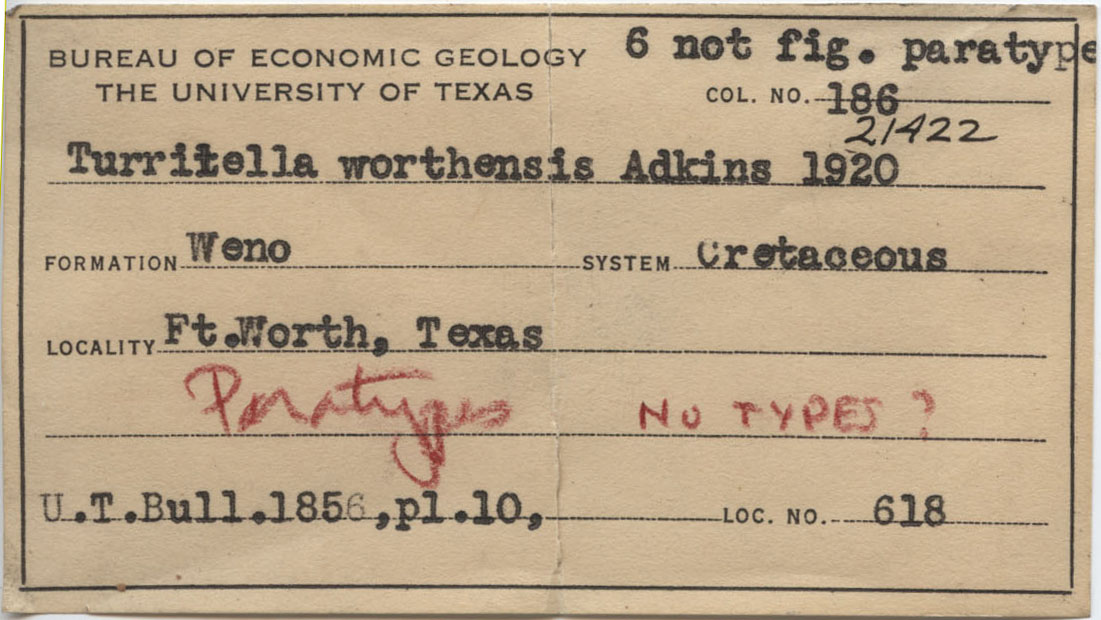 6 not fig. paratype
BUREAU OF ECONOMIC GEOLOGY
THE UNIVERSITY OF TEXAS
COL. NO. 186
21422
Turritella worthensis Adkins 1920
FORMATION Weno SYSTEM Cretaceous
LOCALITY Ft.Worth, Texas
Paratypes NO TYPES?
U.T.Bull.1856,pl.10, LOC. NO. 618